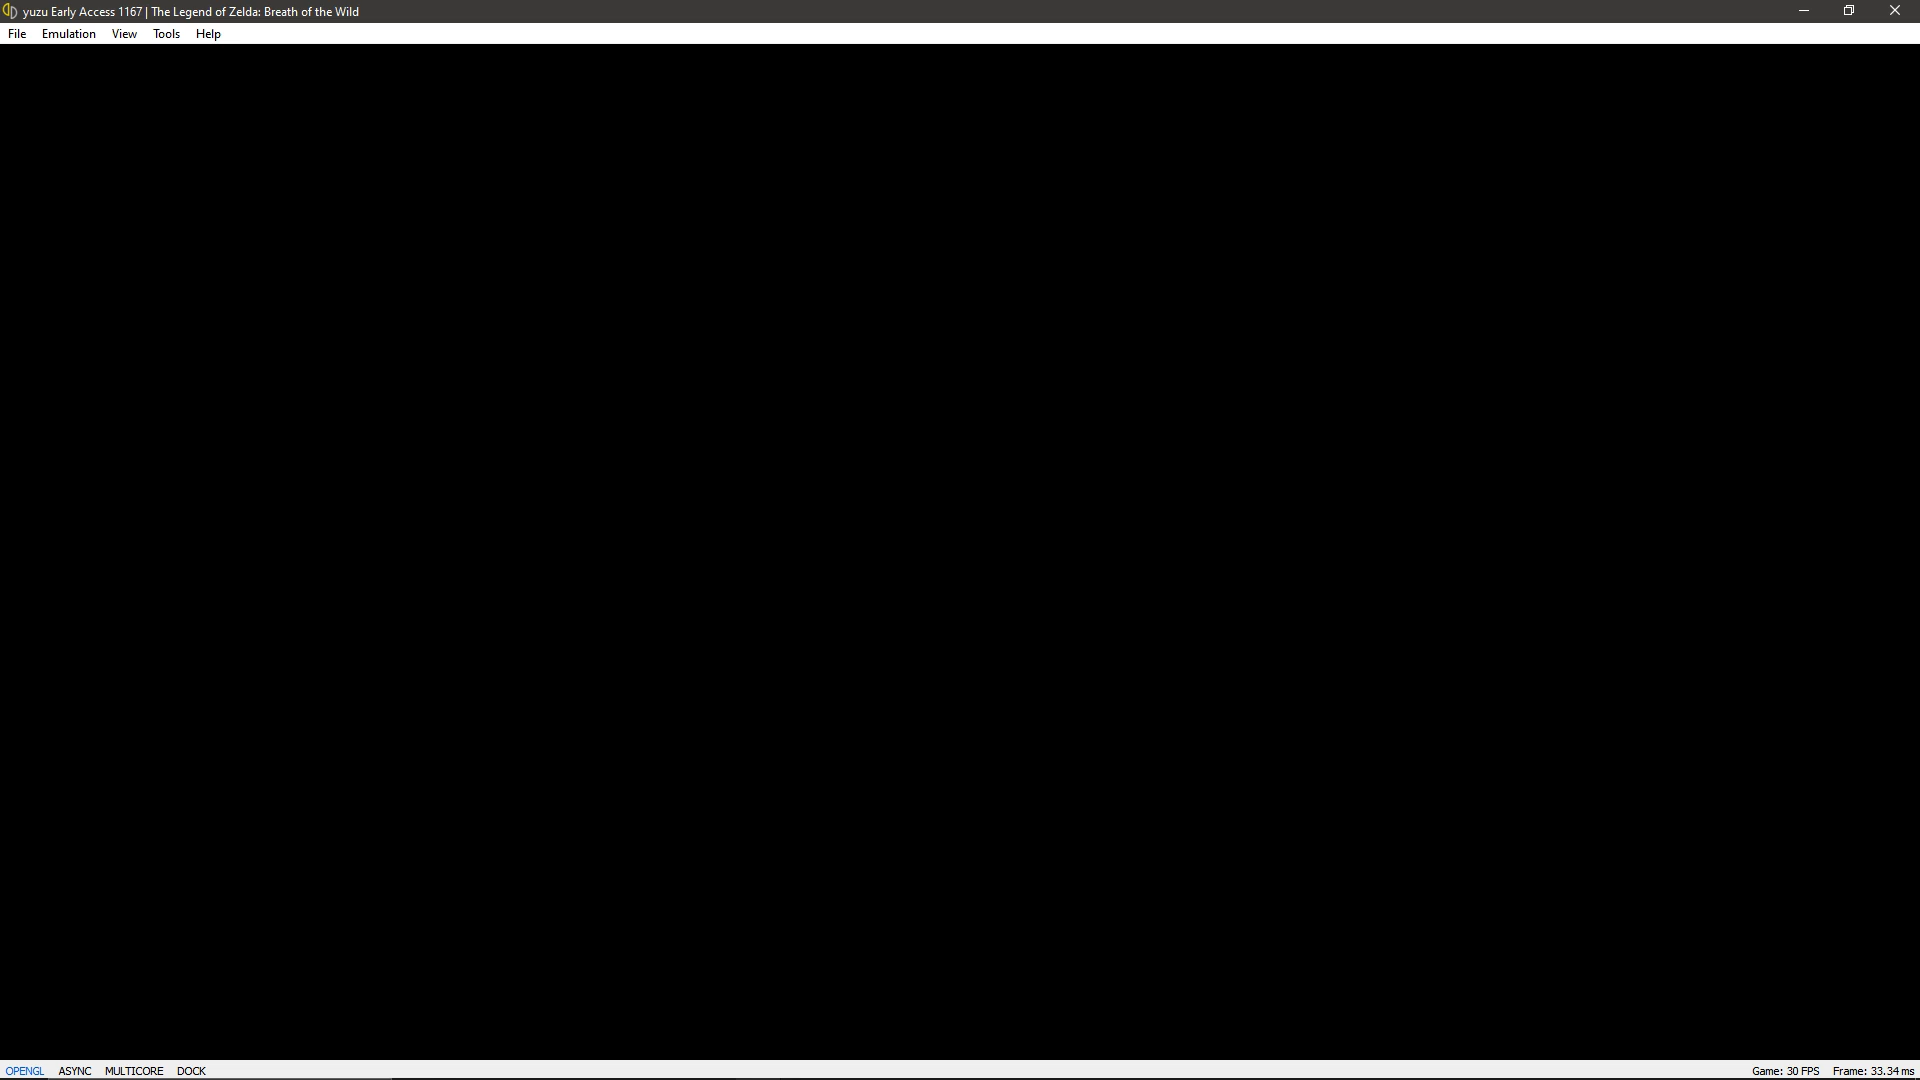 yuzu Early Access 1167 | The Legend of Zelda: Breath of the Wild
File Emulation View Tools Help
OPENGL ASYNC MULTICORE DOCK Game: 30 FPS Frame: 33.34 ms